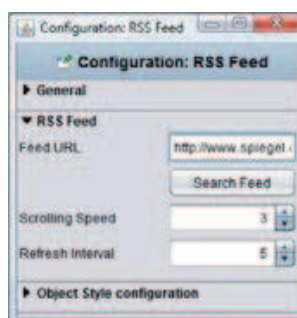 Configuration: RSS Feed
Configuration: RSS Feed
General
RSS Feed
Feed URL
http://www.spiegel.
Search Feed
Scrolling Speed
3
Refresh Interval
5
Object Style configuration